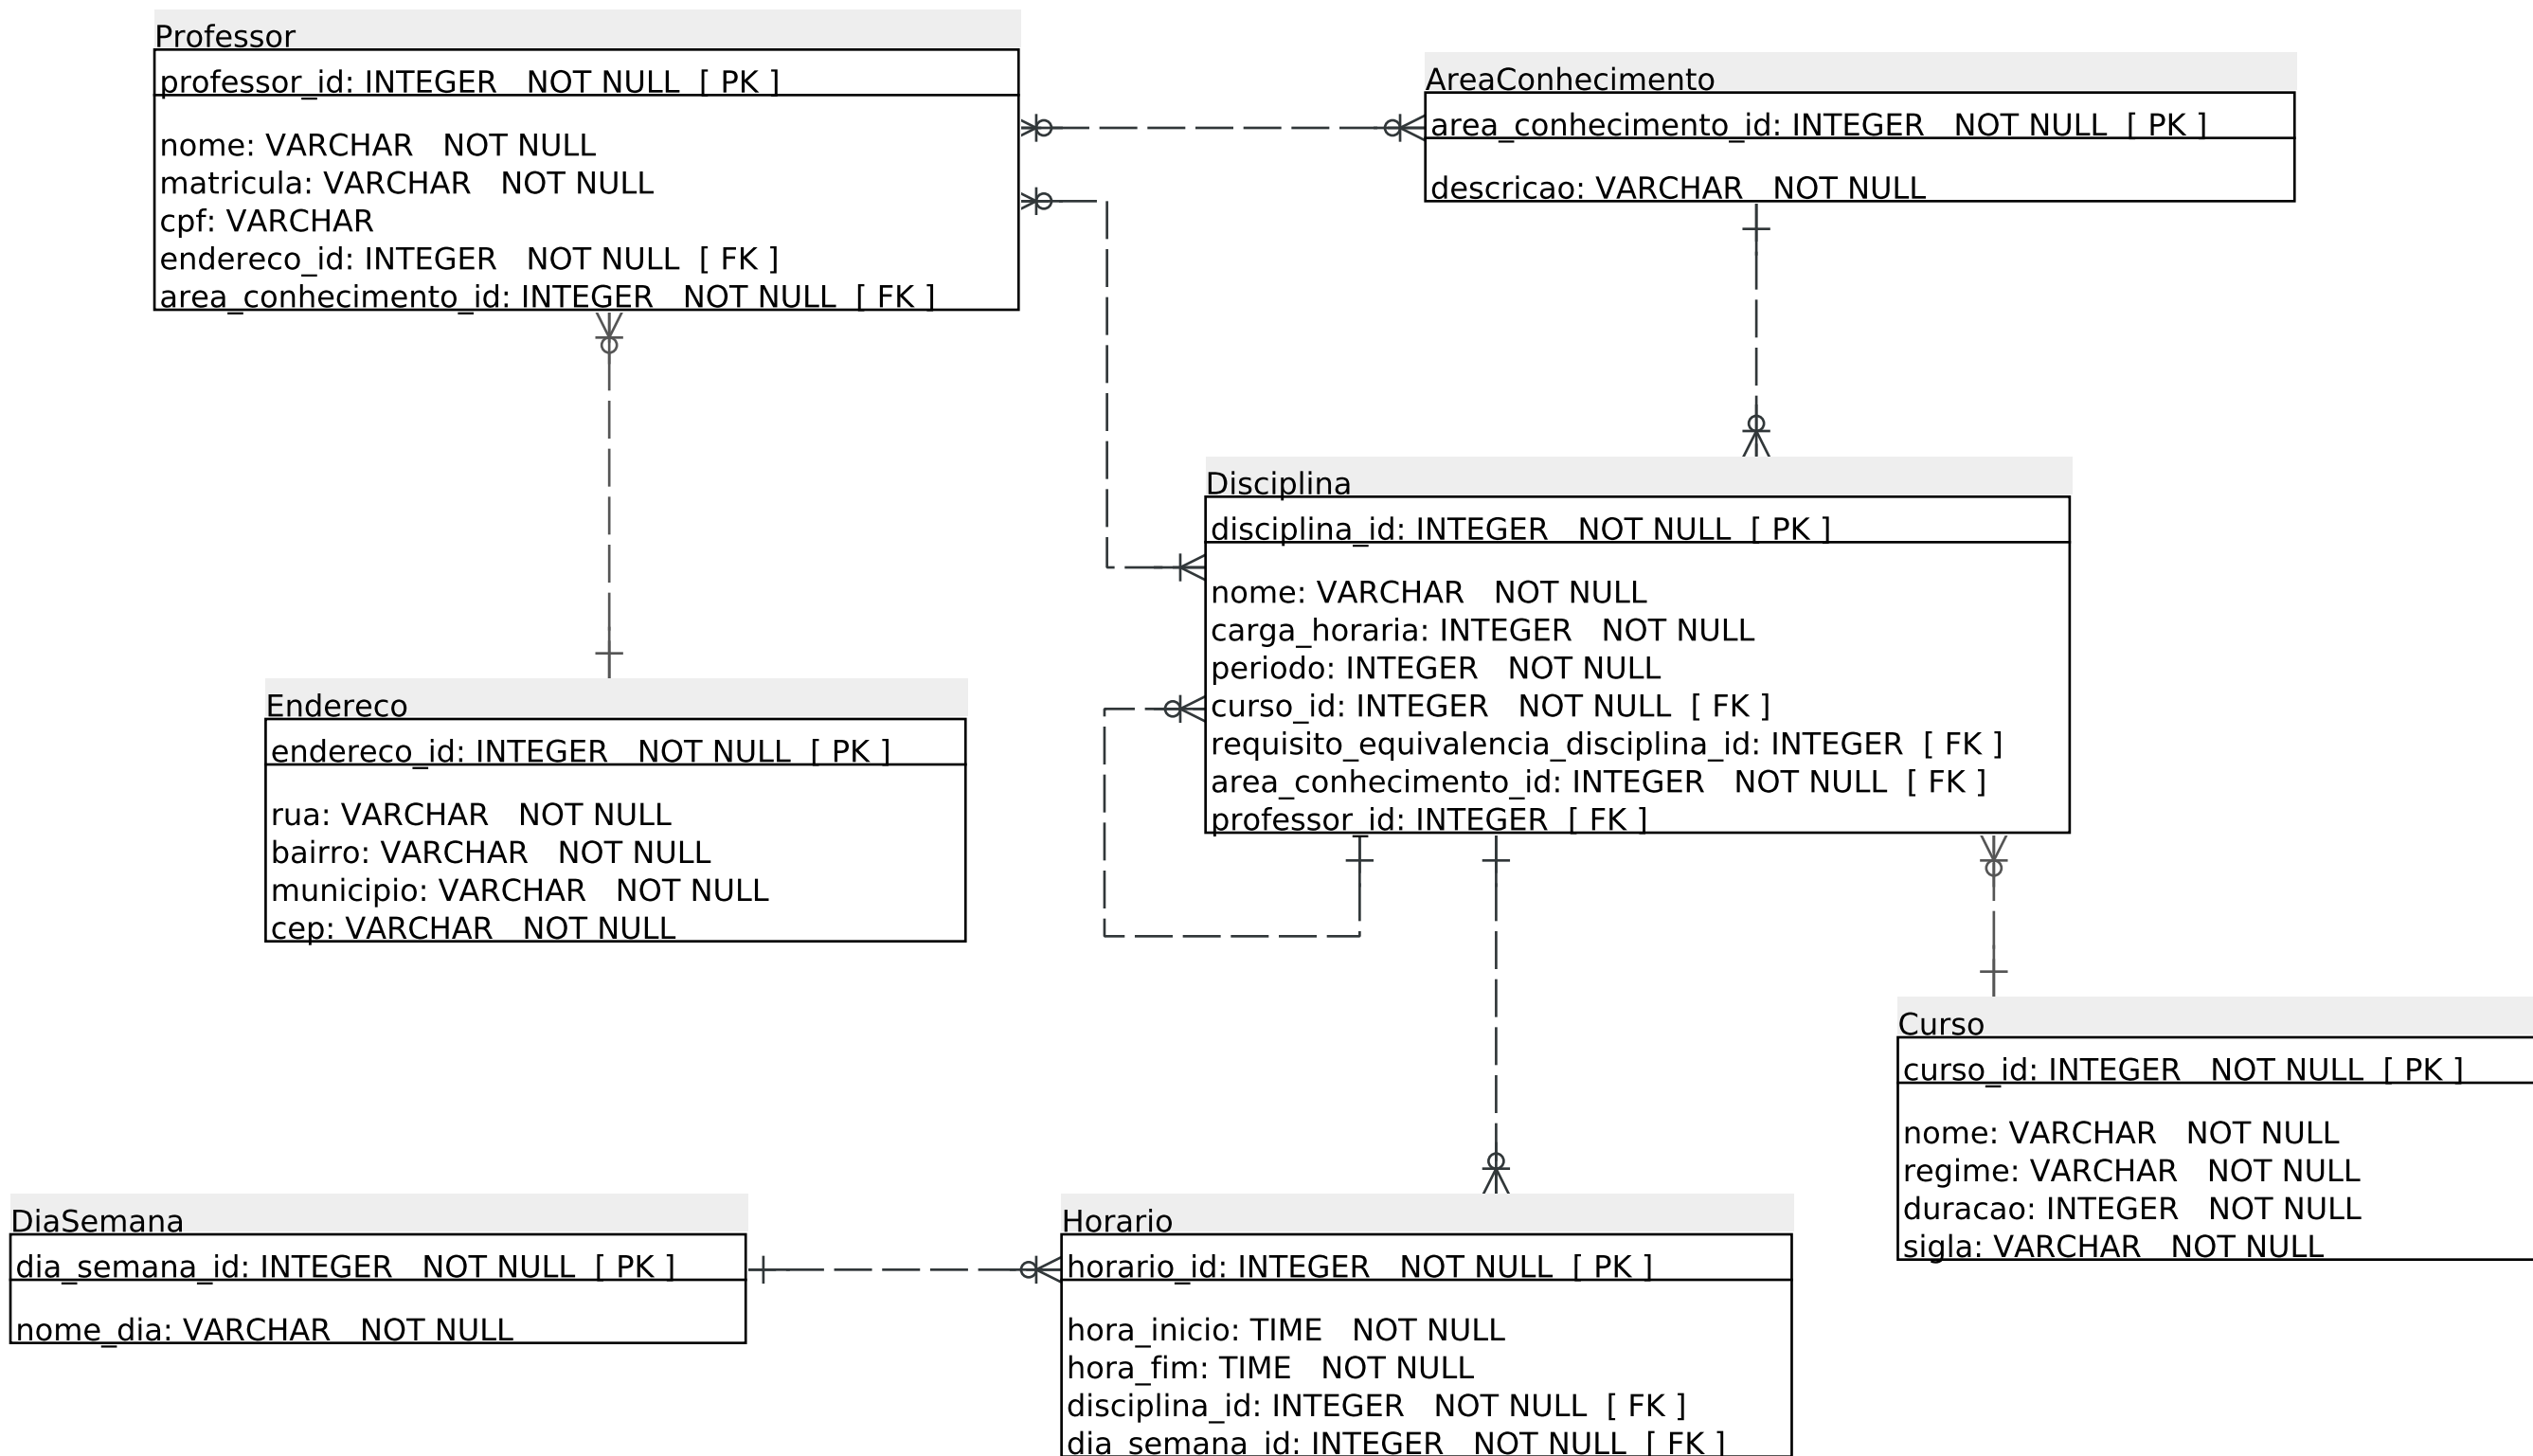 Professor
professor_id: INTEGER NOT NULL [ PK ]
nome: VARCHAR NOT NULL
matricula: VARCHAR NOT NULL
cpf: VARCHAR
endereco_id: INTEGER NOT NULL [ FK ]
area_conhecimento_id: INTEGER NOT NULL [ FK ]
AreaConhecimento
area_conhecimento_id: INTEGER NOT NULL [ PK ]
descricao: VARCHAR NOT NULL
Disciplina
disciplina_id: INTEGER NOT NULL [ PK ]
nome: VARCHAR NOT NULL
carga_horaria: INTEGER NOT NULL
periodo: INTEGER NOT NULL
curso_id: INTEGER NOT NULL [ FK ]
requisito_equivalencia_disciplina_id: INTEGER [ FK ]
area_conhecimento_id: INTEGER NOT NULL [ FK ]
professor_id: INTEGER [ FK ]
Endereco
endereco_id: INTEGER NOT NULL [ PK ]
rua: VARCHAR NOT NULL
bairro: VARCHAR NOT NULL
municipio: VARCHAR NOT NULL
cep: VARCHAR NOT NULL
Curso
curso_id: INTEGER NOT NULL [ PK ]
nome: VARCHAR NOT NULL
regime: VARCHAR NOT NULL
duracao: INTEGER NOT NULL
sigla: VARCHAR NOT NULL
DiaSemana
dia_semana_id: INTEGER NOT NULL [ PK ]
nome_dia: VARCHAR NOT NULL
Horario
horario_id: INTEGER NOT NULL [ PK ]
hora_inicio: TIME NOT NULL
hora_fim: TIME NOT NULL
disciplina_id: INTEGER NOT NULL [ FK ]
dia_semana_id: INTEGER NOT NULL [ FK ]